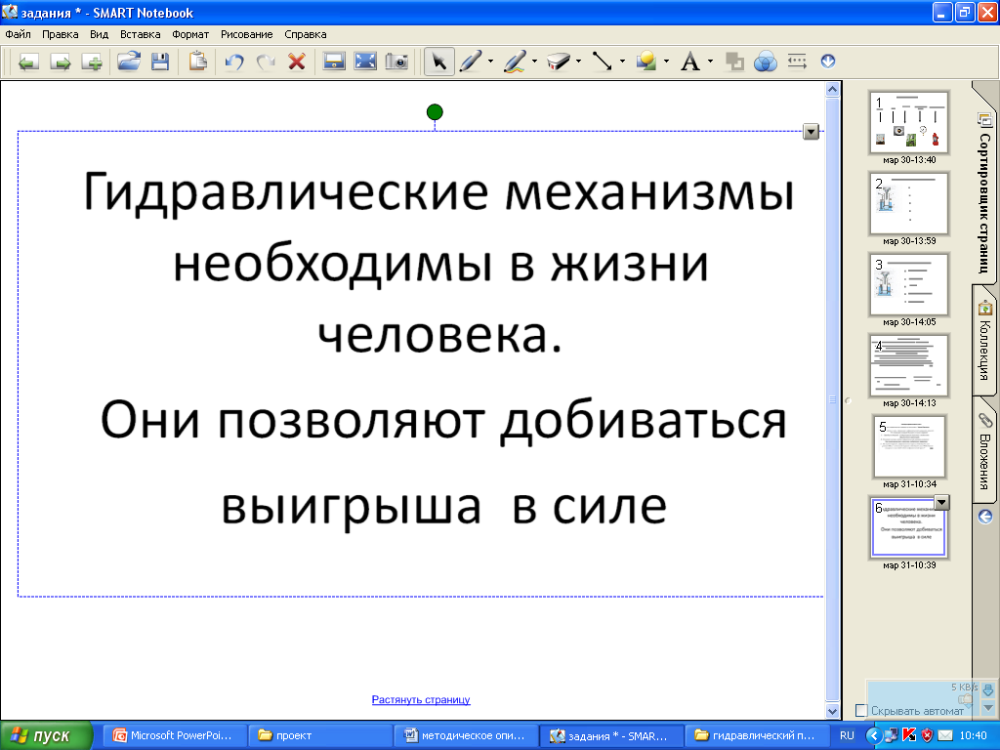 задания * - SMART Notebook
Файл Правка Вид Вставка Формат Рисование Справка
Гидравлические механизмы
необходимы в жизни
человека.
Они позволяют добиваться
выигрыша в силе
Растянуть страницу
1
мар 30-13:40
2
мар 30-13:59
3
мар 30-14:05
4
мар 30-14:13
5
мар 31-10:34
6
Гидравлические механизмы
необходимы в жизни
человека.
Они позволяют добиваться
выигрыша в силе
мар 31-10:39
Сортировщик страниц
Коллекция
Вложения
5 KB/s
Скрывать автомат
пуск
Microsoft PowerPoi...
проект
методическое опи...
задания * - SMAR...
гидравлический п...
RU
10:40